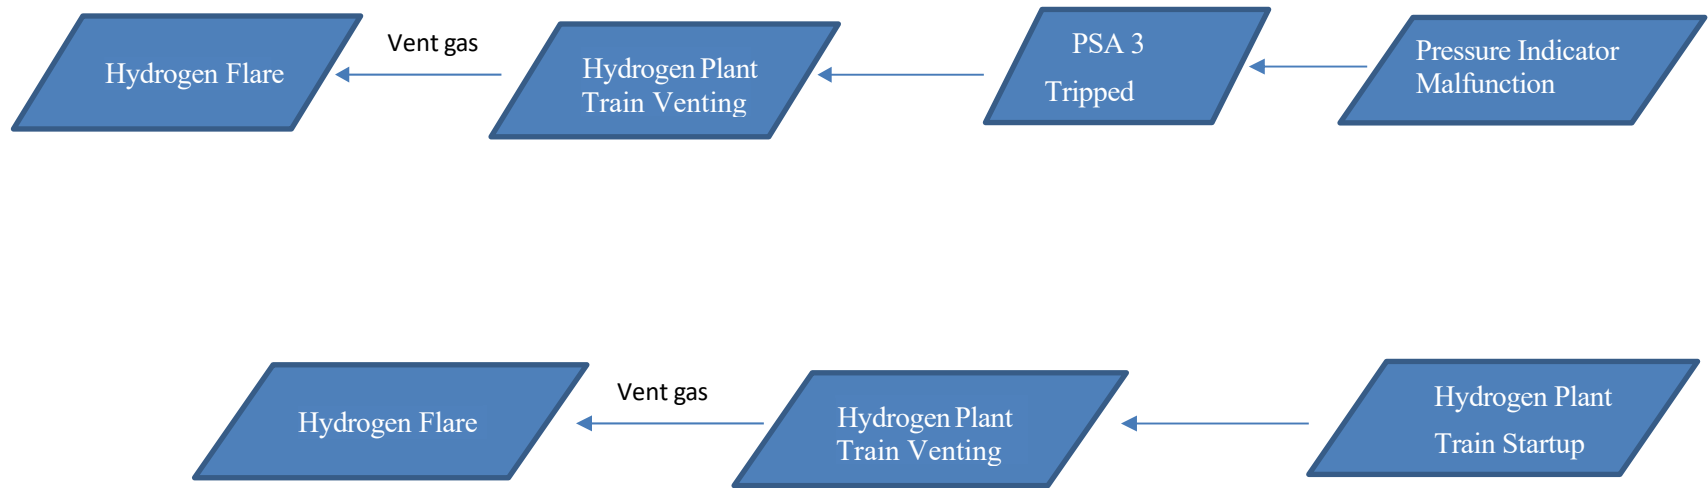 Hydrogen Flare
Vent gas
Hydrogen Plant
Train Venting
PSA 3
Tripped
Pressure Indicator
Malfunction
Hydrogen Flare
Vent gas
Hydrogen Plant
Train Venting
Hydrogen Plant
Train Startup